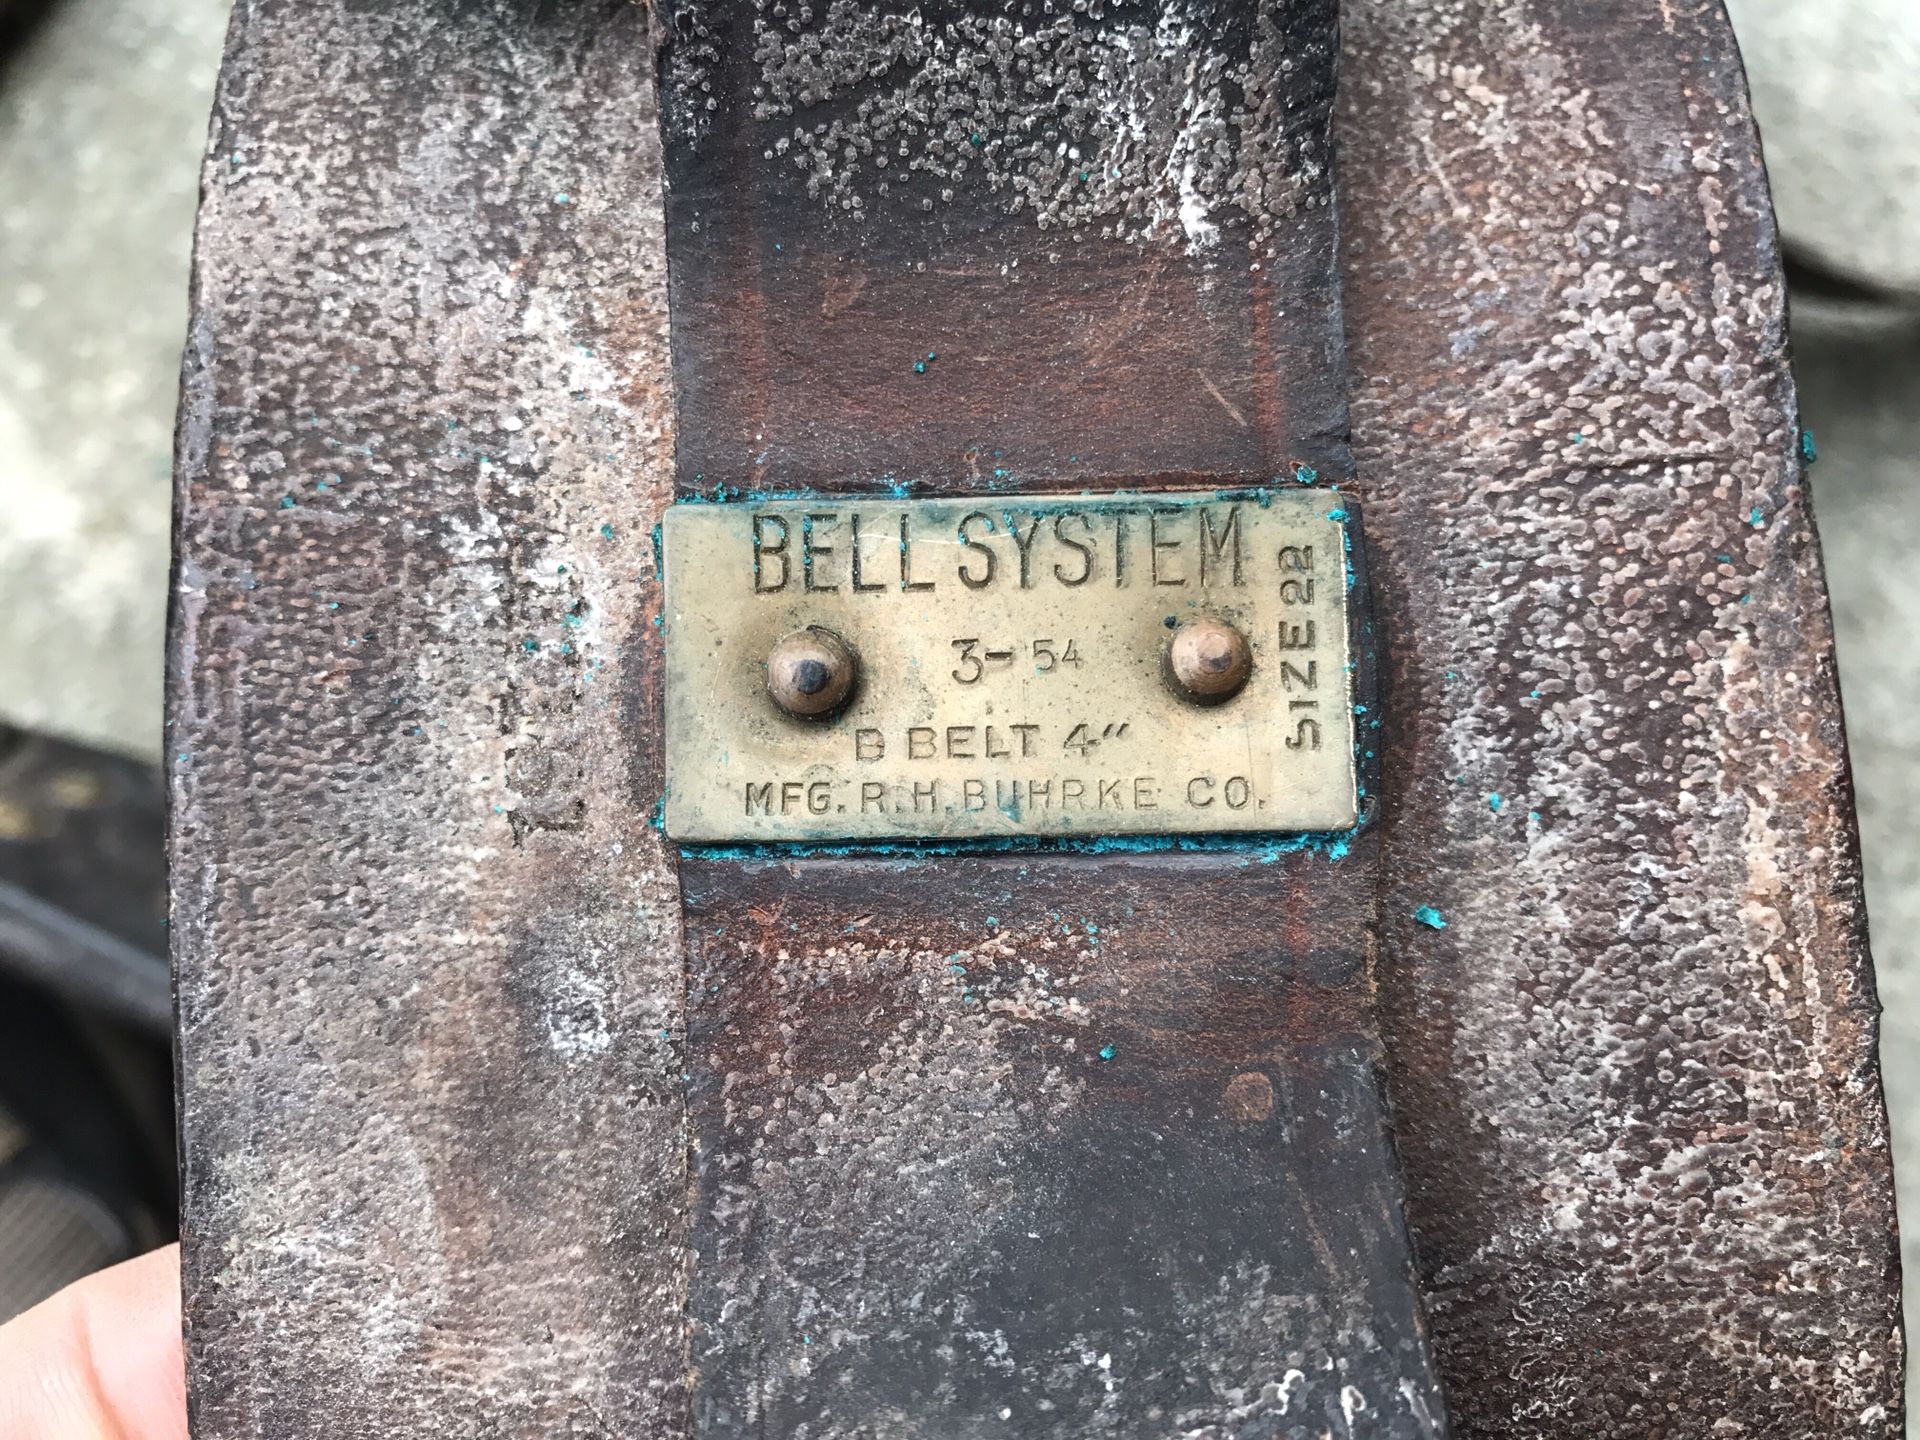 BELL SYSTEM
3-54
B BELT 4"
MFG. R.H. BUHRKE CO.
SIZE 22